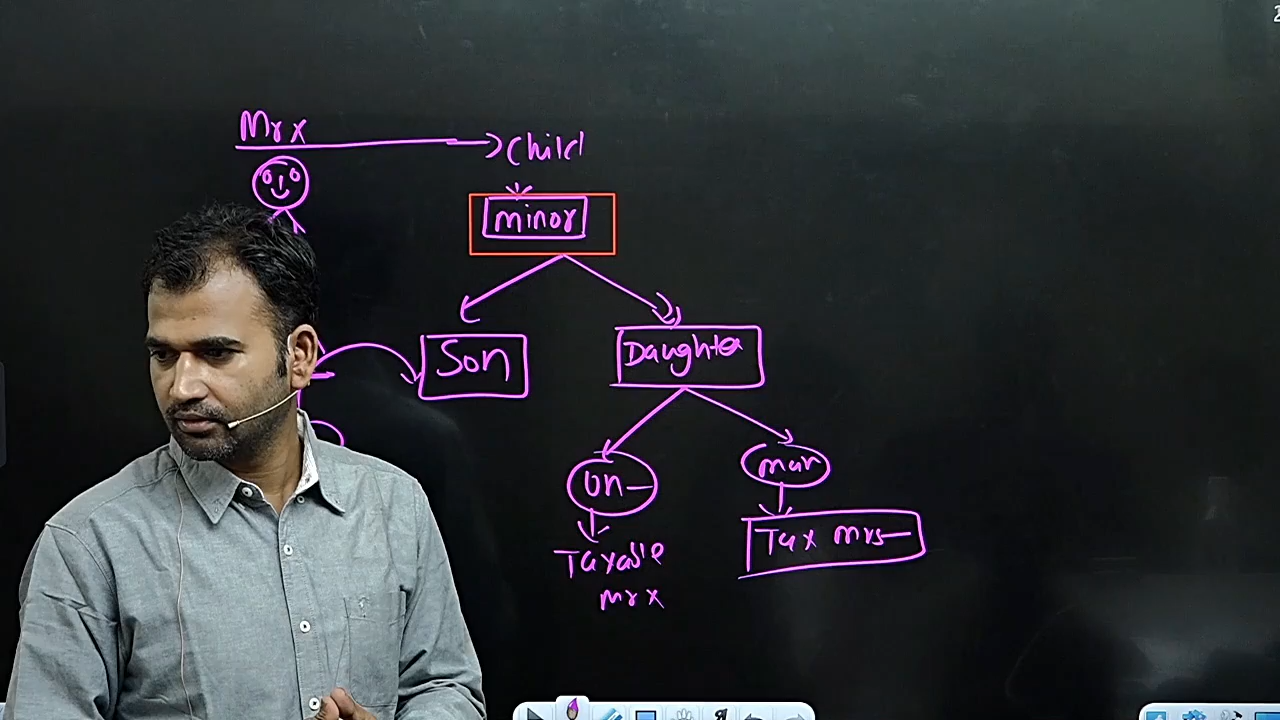 Mr x
Child
minor
Son
Daughter
un-
mar
Taxable
mr x
Tax mrs-